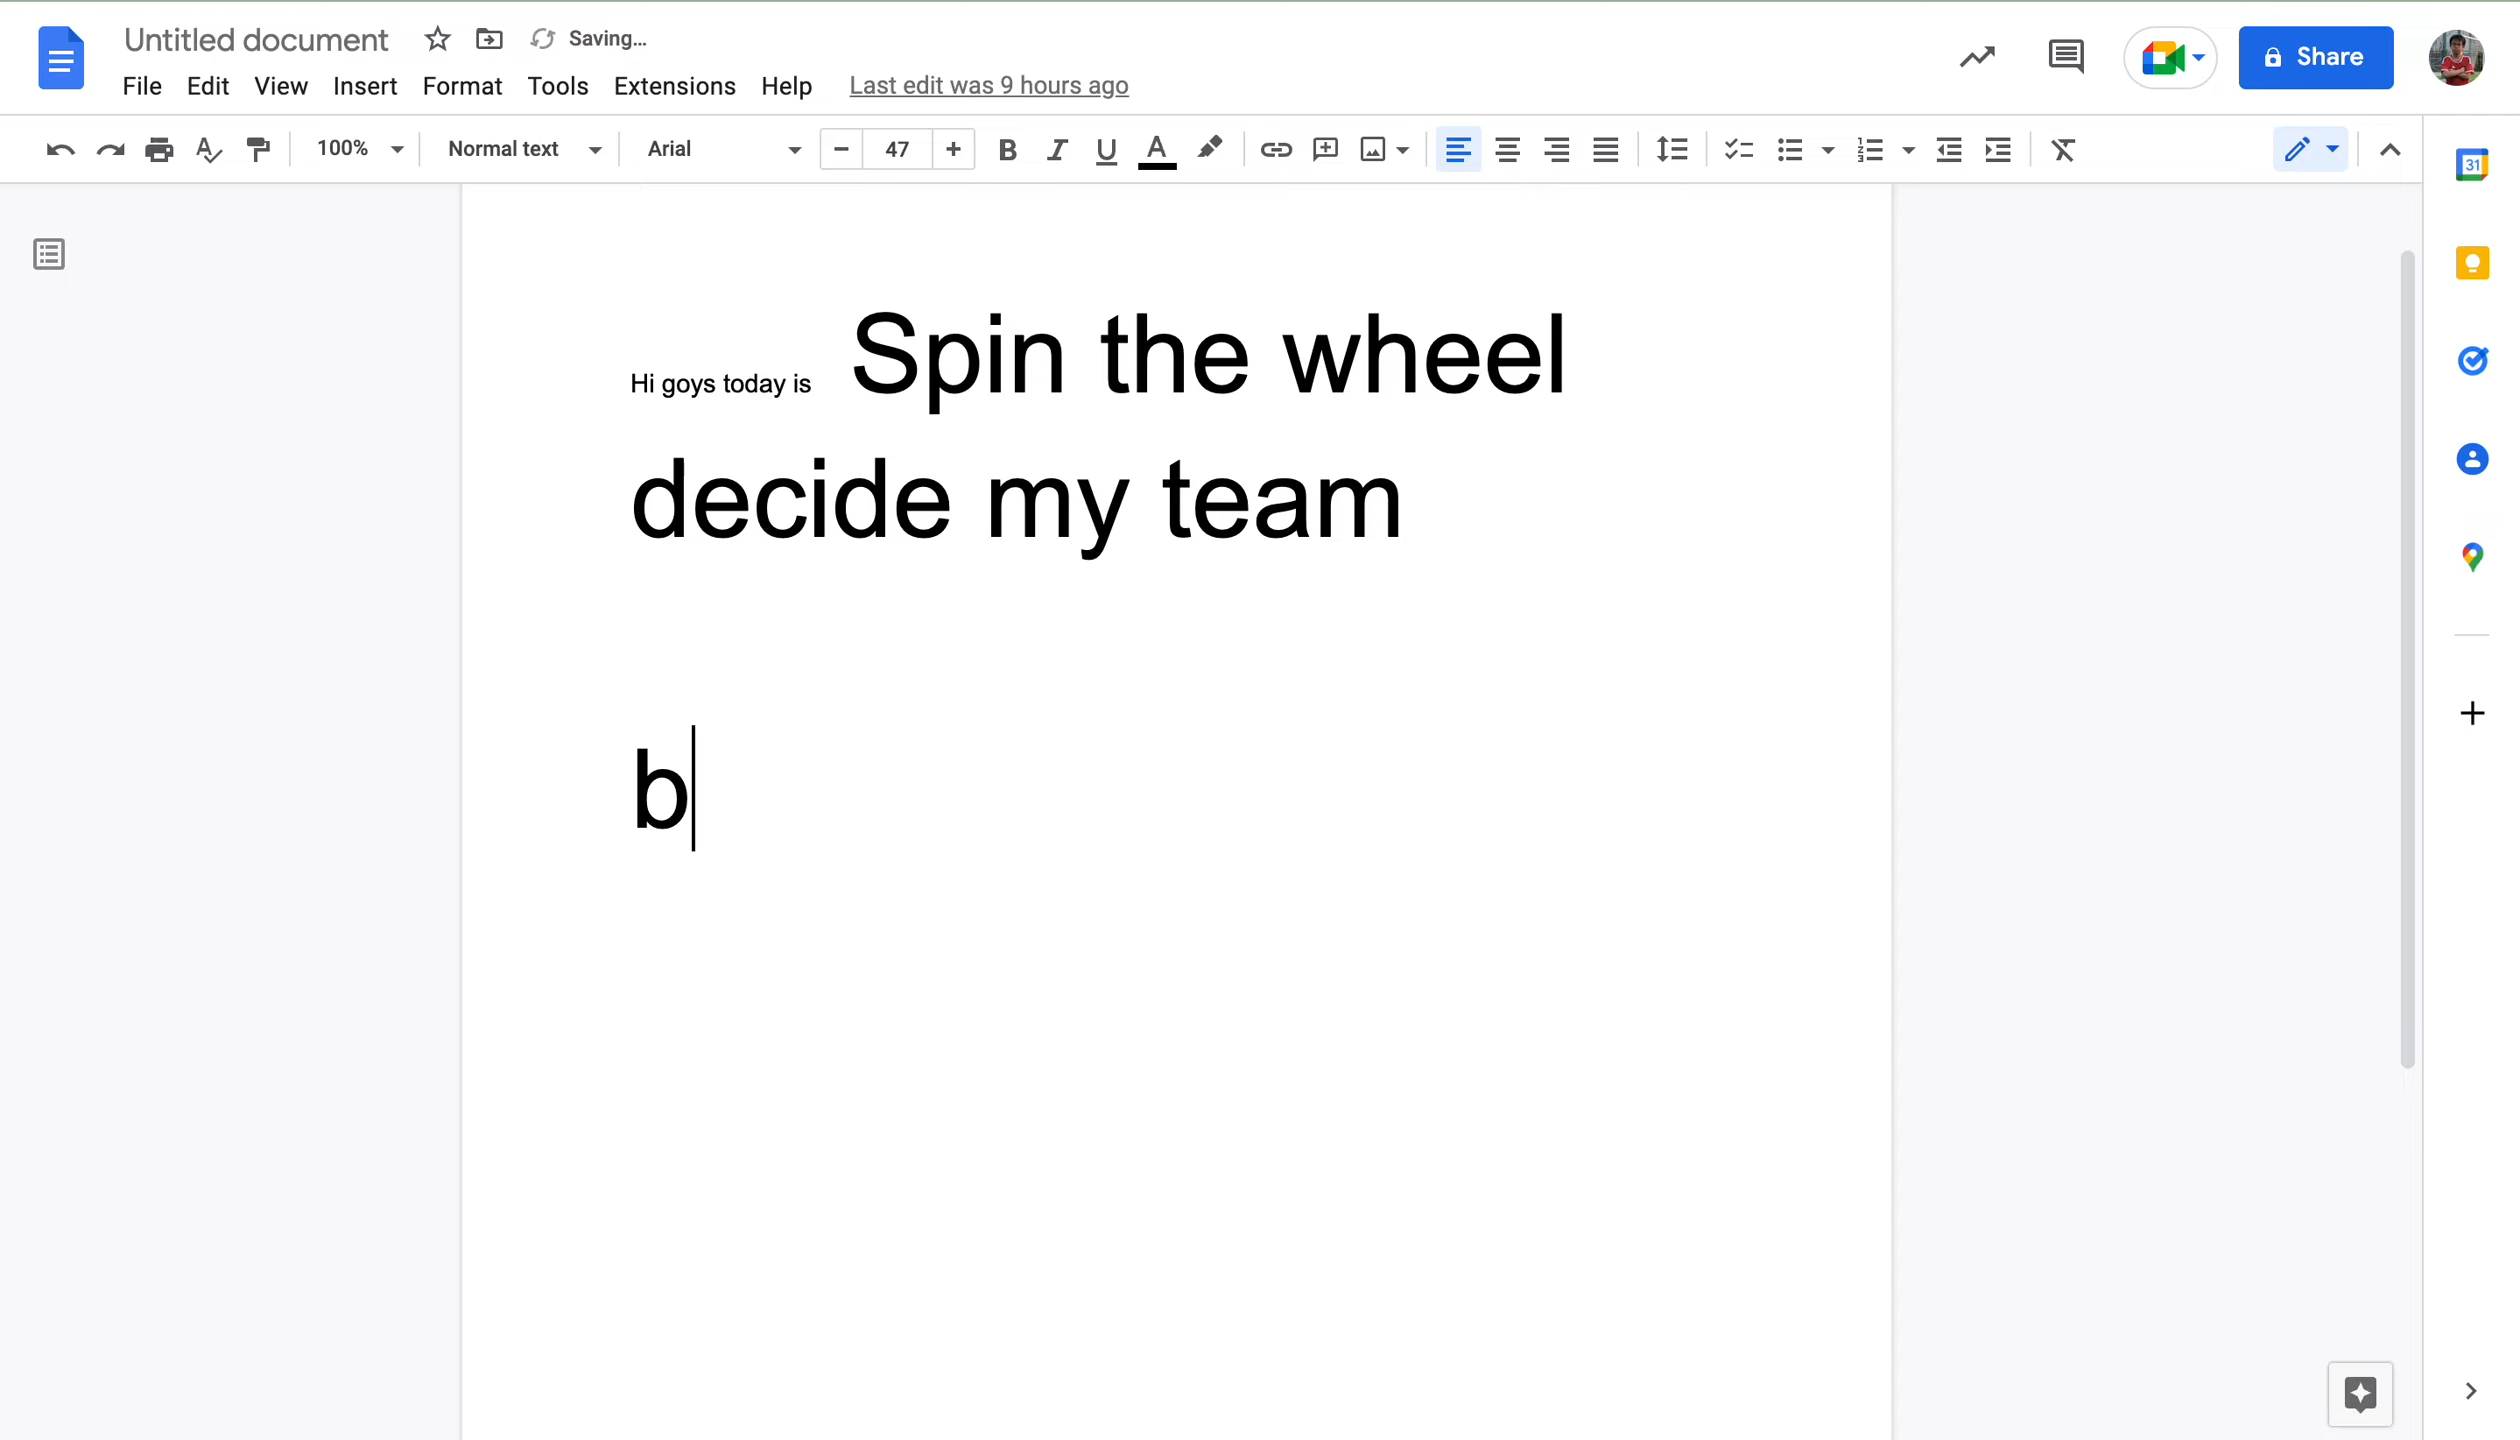 Untitled document Saving...
File Edit View Insert Format Tools Extensions Help Last edit was 9 hours ago
Share
100% Normal text Arial 47 B I U A
31
Hi goys today is Spin the wheel
decide my team
b